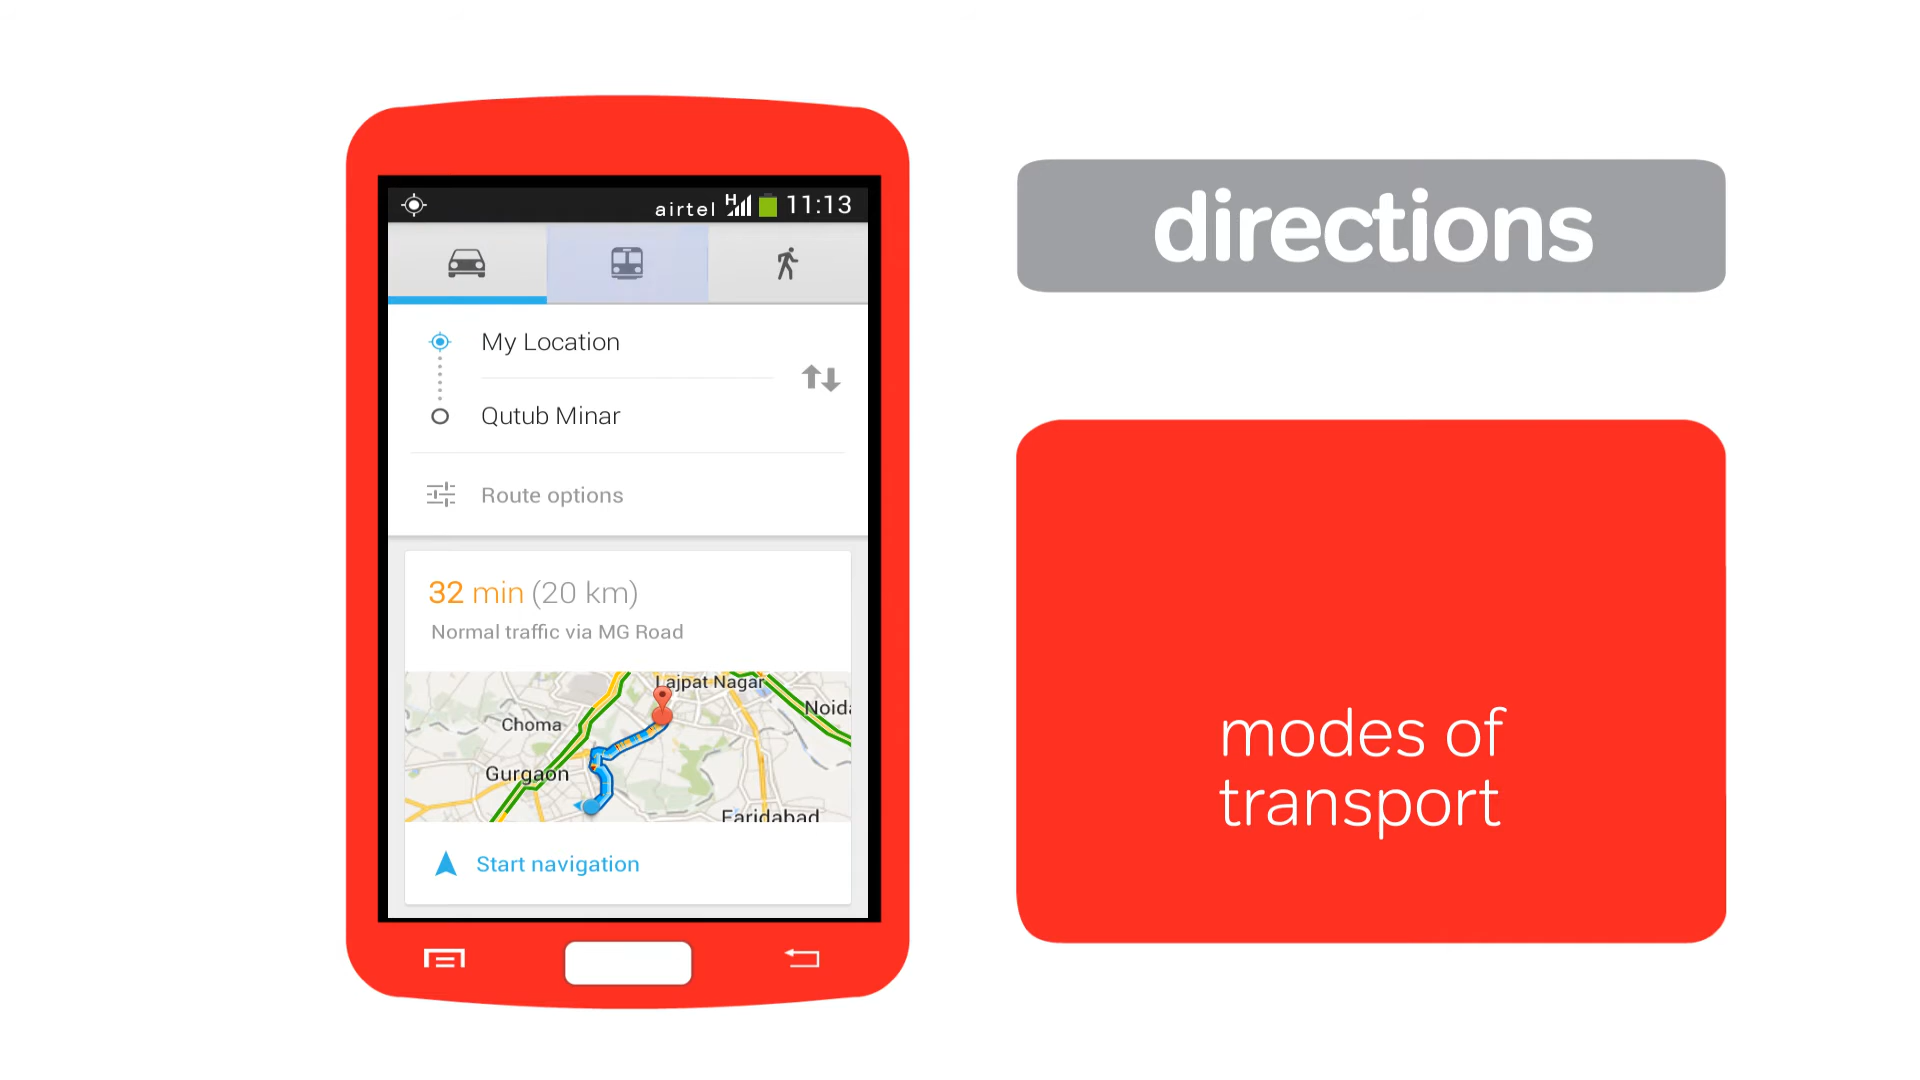 airtel H 11:13
My Location
Qutub Minar
Route options
32 min (20 km)
Normal traffic via MG Road
Lajpat Nagar
Noida
Choma
Gurgaon
Faridabad
Start navigation
directions
modes of
transport